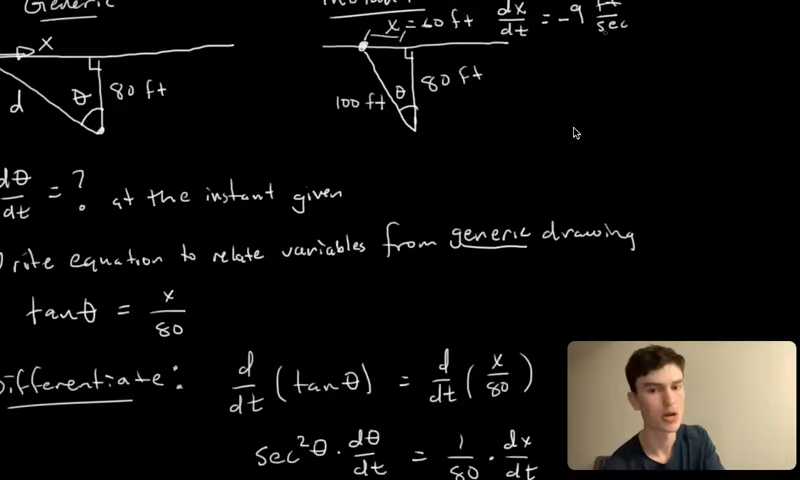 Generic
x = 60 ft dx/dt = -9 ft/sec
x
θ 80 ft
d
100 ft θ 80 ft
dθ/dt = ? at the instant given
rite equation to relate variables from generic drawing
tanθ = x/80
ifferentiate: d/dt (tanθ) = d/dt (x/80)
sec²θ · dθ/dt = 1/80 · dx/dt